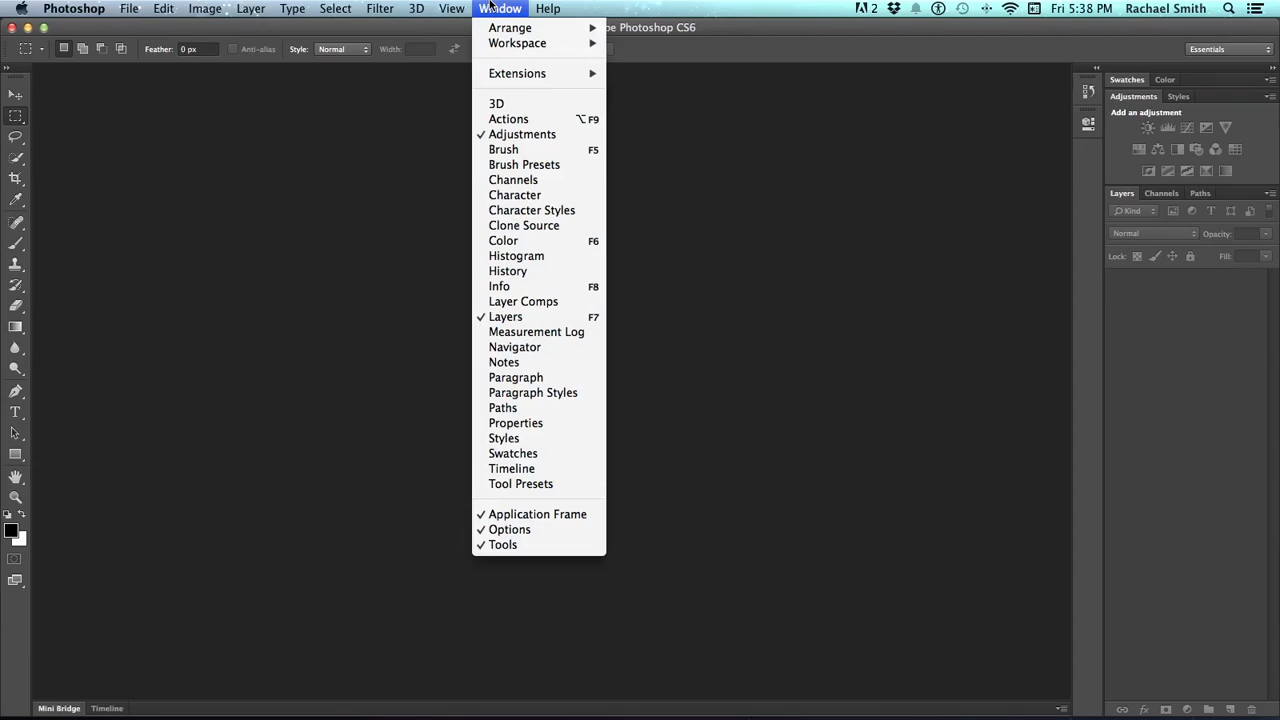 Photoshop File Edit Image Layer Type Select Filter 3D View Window Help 2 Fri 5:38 PM Rachael Smith
be Photoshop CS6
Feather: 0 px Anti-alias Style: Normal Width: Essentials
Arrange
Workspace
Extensions
3D
Actions ⌥F9
✓ Adjustments
Brush F5
Brush Presets
Channels
Character
Character Styles
Clone Source
Color F6
Histogram
History
Info F8
Layer Comps
✓ Layers F7
Measurement Log
Navigator
Notes
Paragraph
Paragraph Styles
Paths
Properties
Styles
Swatches
Timeline
Tool Presets
✓ Application Frame
✓ Options
✓ Tools
Swatches Color
Adjustments Styles
Add an adjustment
Layers Channels Paths
Kind
Normal Opacity:
Lock: Fill:
Mini Bridge Timeline